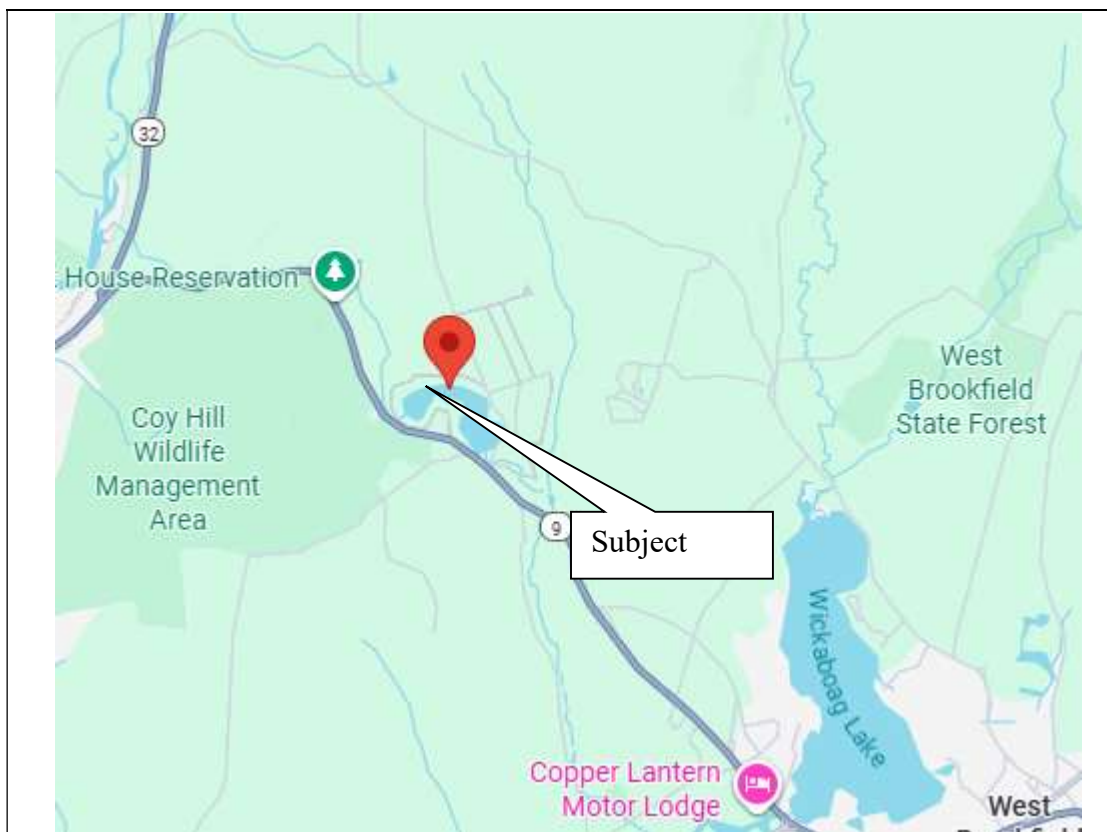 32
House Reservation
West
Brookfield
State Forest
Coy Hill
Wildlife
Management
Area
9
Subject
Wickaboag Lake
Copper Lantern
Motor Lodge
West